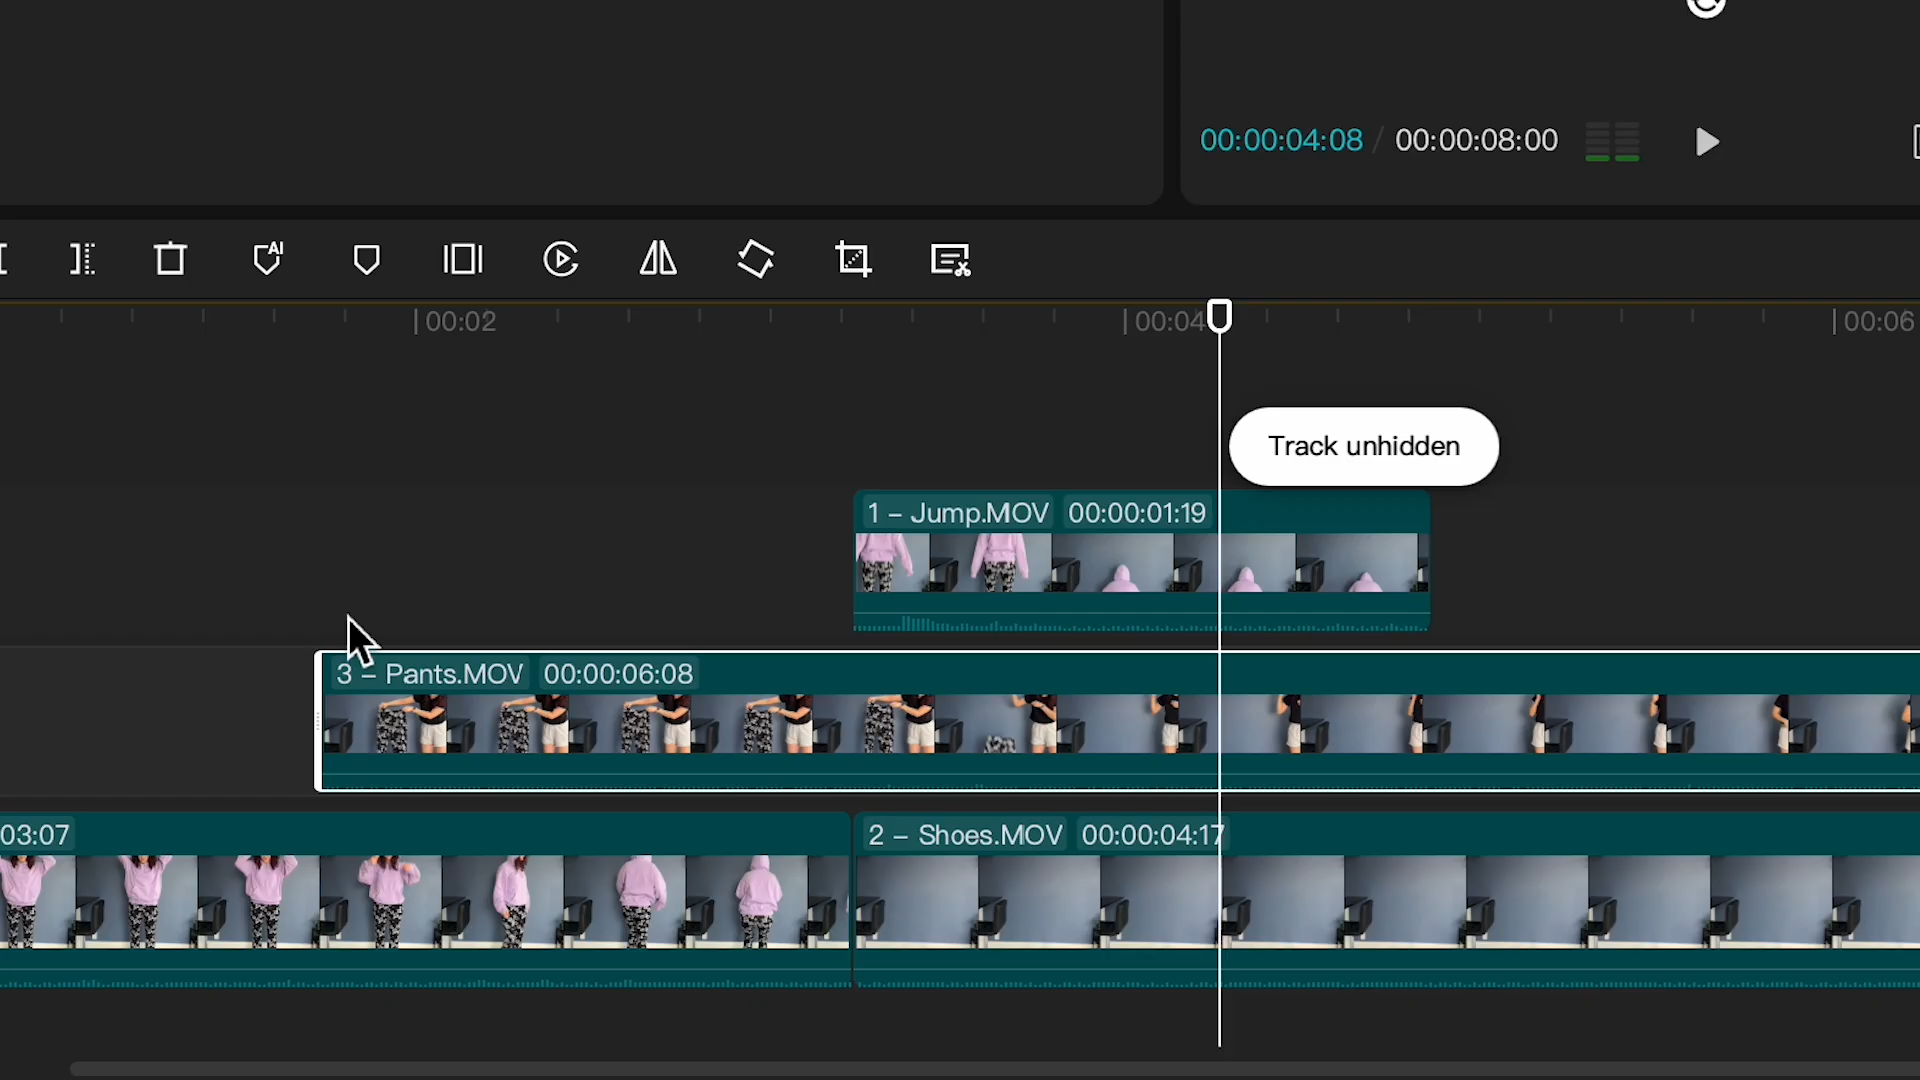 00:00:04:08 / 00:00:08:00
AI
00:02
00:04
00:06
Track unhidden
1 – Jump.MOV 00:00:01:19
3 – Pants.MOV 00:00:06:08
03:07
2 – Shoes.MOV 00:00:04:17